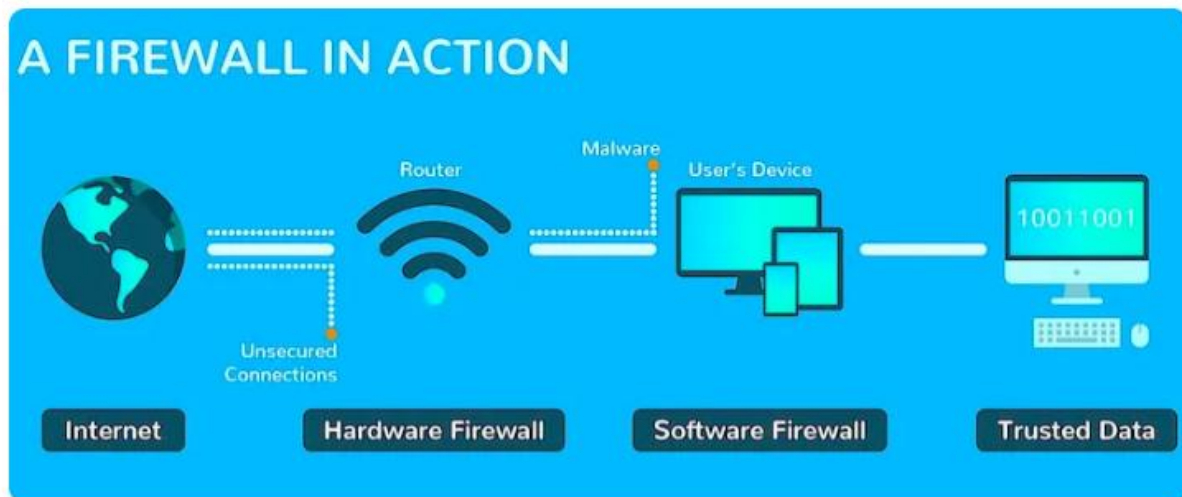 A FIREWALL IN ACTION
Malware
Router
User's Device
10011001
Unsecured
Connections
Internet
Hardware Firewall
Software Firewall
Trusted Data